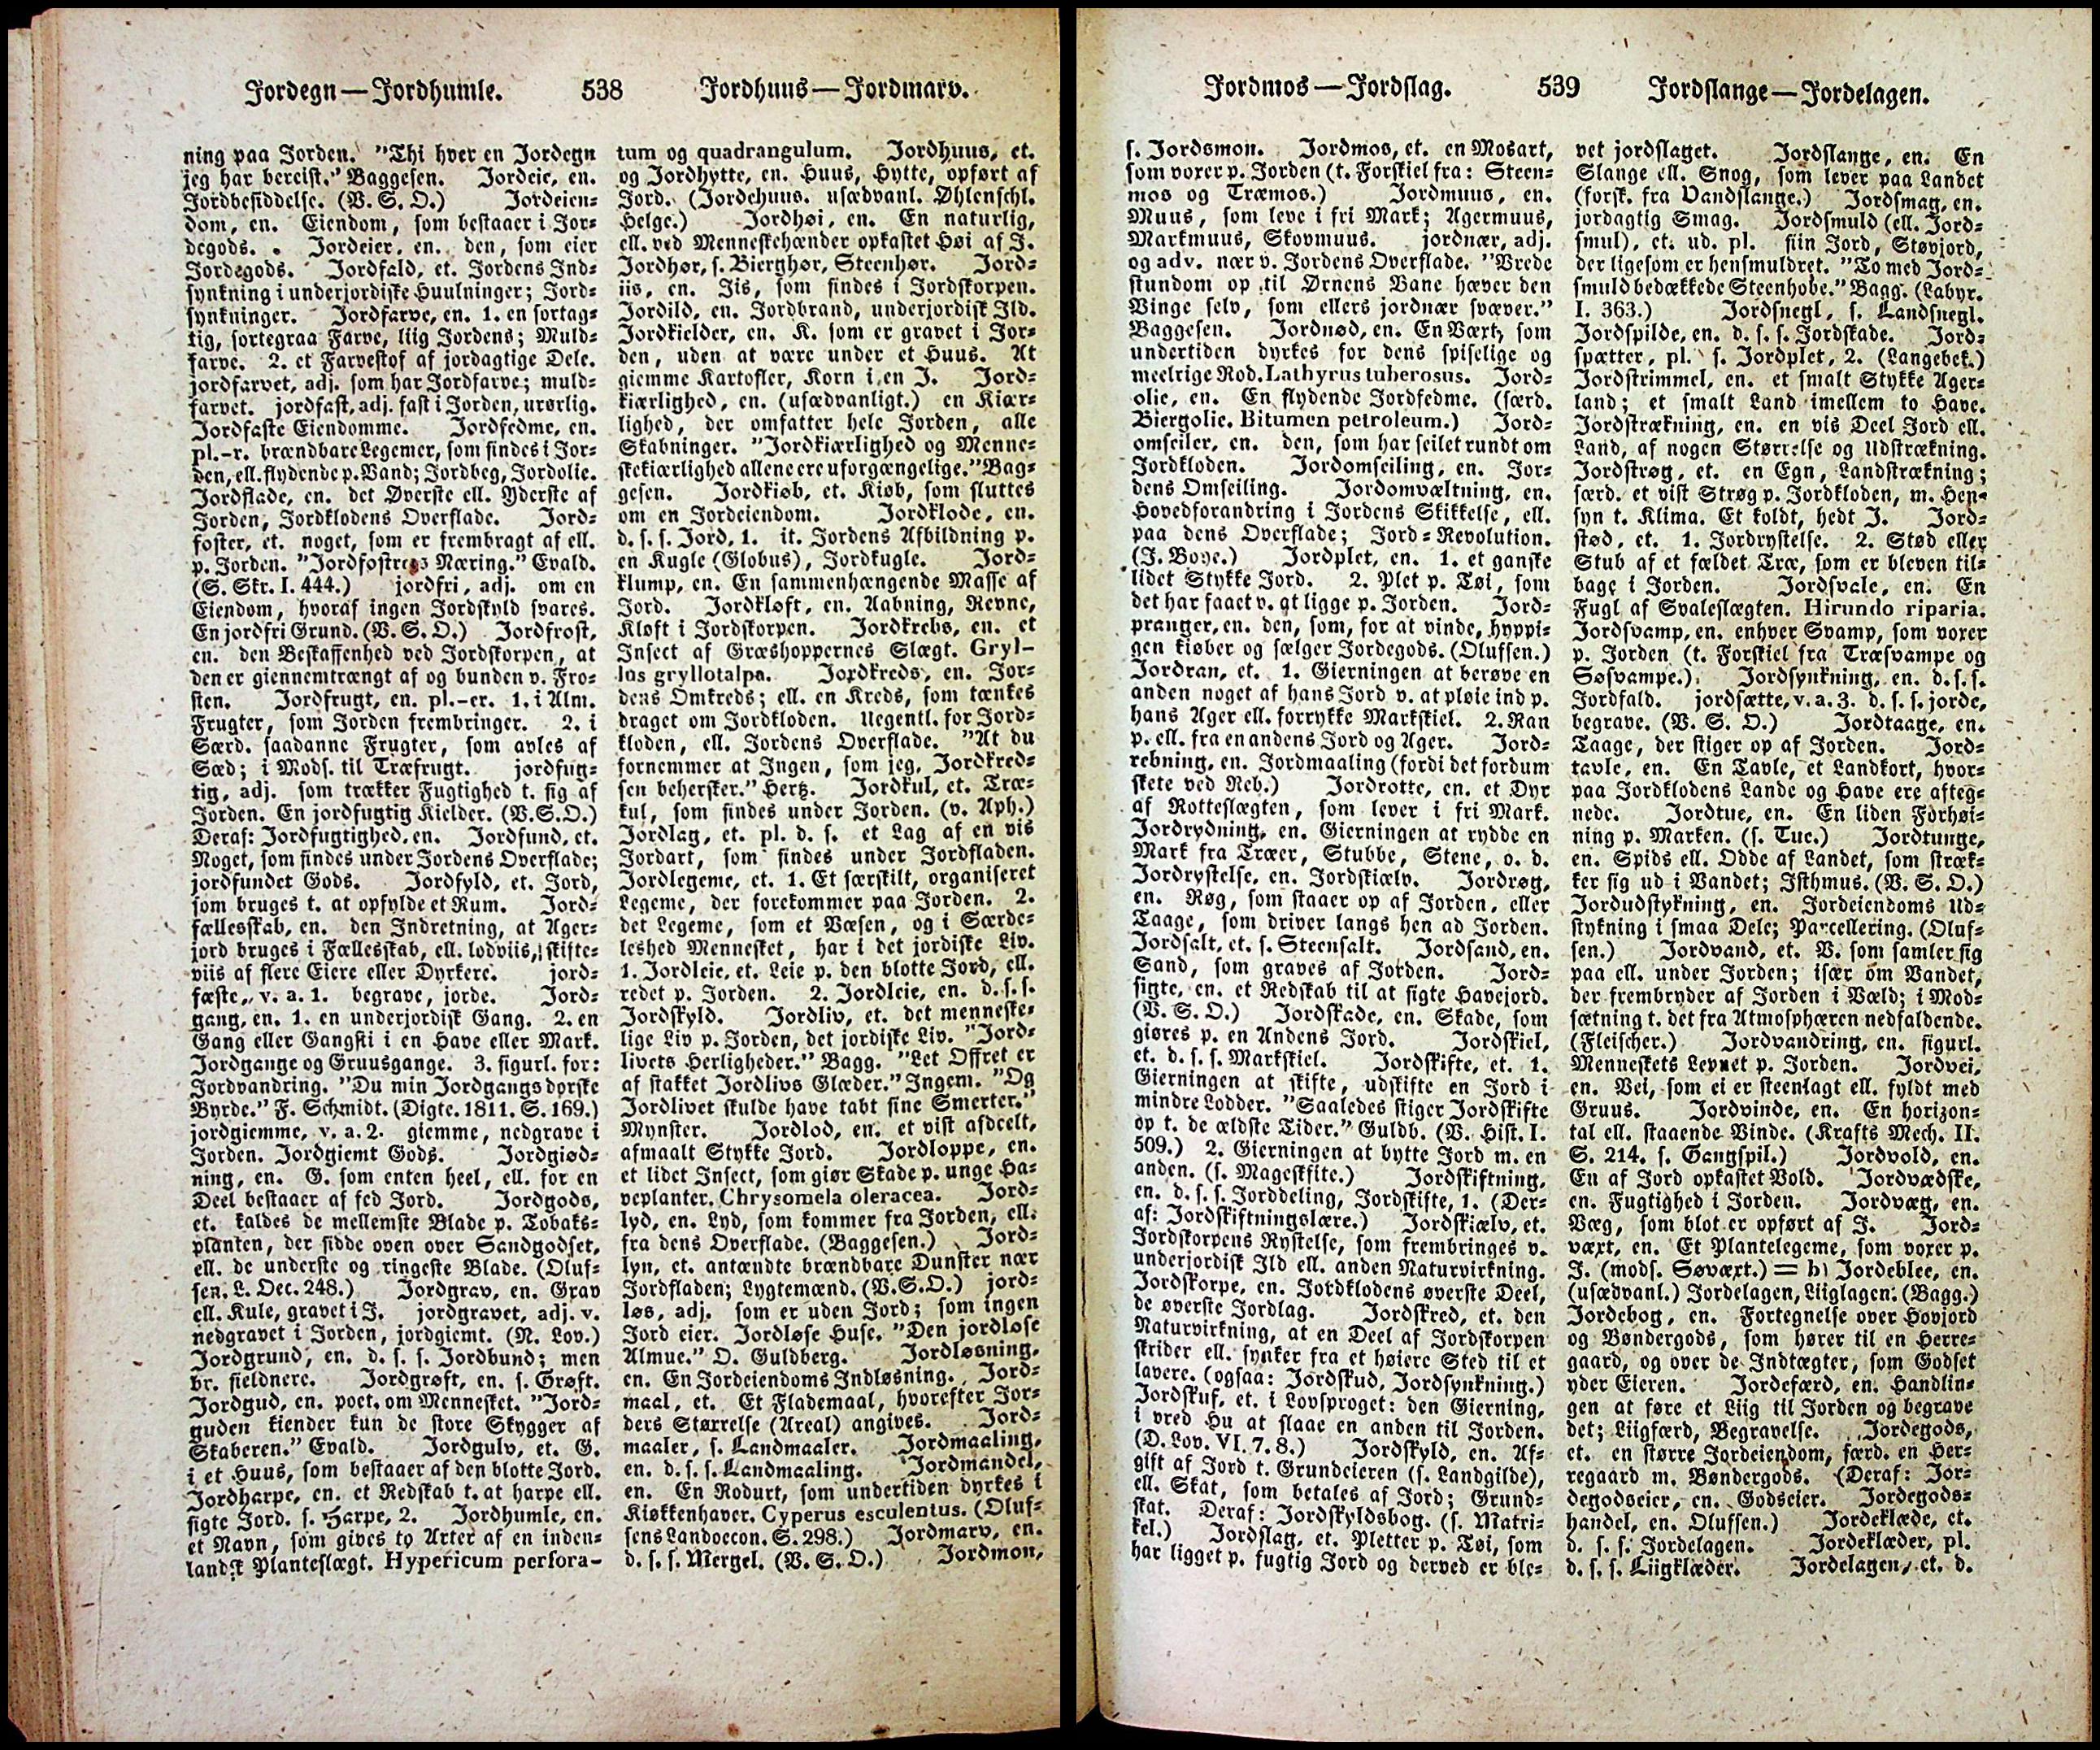 Jordegn — Jordhumle. 538 Jordhuus — Jordmarv.
ning paa Jorden. "Thi hver en Jordegn
jeg har bereist." Baggesen. Jordeie, en.
Jordbesiddelse. (V. S. O.) Jordeien=
dom, en. Eiendom, som bestaaer i Jor=
degods. Jordeier, en. den, som eier
Jordegods. Jordfald, et. Jordens Ind=
synkning i underjordiske Huulninger; Jord=
synkninger. Jordfarve, en. 1. en sortag=
tig, sortegraa Farve, liig Jordens; Muld=
farve. 2. et Farvestof af jordagtige Dele.
jordfarvet, adj. som har Jordfarve; muld=
farvet. jordfast, adj. fast i Jorden, urørlig.
Jordfaste Eiendomme. Jordfedme, en.
pl.-r. brændbare Legemer, som findes i Jor=
den, ell. flydende p. Vand; Jordbeg, Jordolie.
Jordflade, en. det Øverste ell. Yderste af
Jorden, Jordklodens Overflade. Jord=
foster, et. noget, som er frembragt af ell.
p. Jorden. "Jordfostres Næring." Evald.
(S. Skr. I. 444.) jordfri, adj. om en
Eiendom, hvoraf ingen Jordskyld svares.
En jordfri Grund. (V. S. O.) Jordfrost,
en. den Beskaffenhed ved Jordskorpen, at
den er giennemtrængt af og bunden v. Fro=
sten. Jordfrugt, en. pl.-er. 1. i Alm.
Frugter, som Jorden frembringer. 2. i
Særd. saadanne Frugter, som avles af
Sæd; i Mods. til Træfrugt. jordfug=
tig, adj. som trækker Fugtighed t. sig af
Jorden. En jordfugtig Kielder. (V.S.O.)
Deraf: Jordfugtighed, en. Jordfund, et.
Noget, som findes under Jordens Overflade;
jordfundet Gods. Jordfyld, et. Jord,
som bruges t. at opfylde et Rum. Jord=
fællesskab, en. den Indretning, at Ager=
jord bruges i Fællesskab, ell. lodviis, skifte=
viis af flere Eiere eller Dyrkere. jord=
fæste, v. a. 1. begrave, jorde. Jord=
gang, en. 1. en underjordisk Gang. 2. en
Gang eller Gangsti i en Have eller Mark.
Jordgange og Gruusgange. 3. figurl. for:
Jordvandring. "Du min Jordgangs dorske
Byrde." F. Schmidt. (Digte. 1811. S. 169.)
jordgiemme, v. a. 2. giemme, nedgrave i
Jorden. Jordgiemt Gods. Jordgiød=
ning, en. G. som enten heel, ell. for en
Deel bestaaer af fed Jord. Jordgods,
et. kaldes de mellemste Blade p. Tobaks=
planten, der sidde oven over Sandgodset,
ell. de underste og ringeste Blade. (Oluf=
sen. L. Oec. 248.) Jordgrav, en. Grav
ell. Kule, gravet i J. jordgravet, adj. v.
nedgravet i Jorden, jordgiemt. (N. Lov.)
Jordgrund, en. d. s. s. Jordbund; men
br. sieldnere. Jordgrøft, en. s. Grøft.
Jordgud, en. poet. om Mennesket. "Jord=
guden kiender kun de store Skygger af
Skaberen." Evald. Jordgulv, et. G.
i et Huus, som bestaaer af den blotte Jord.
Jordharpe, en. et Redskab t. at harpe ell.
sigte Jord. s. Harpe, 2. Jordhumle, en.
et Navn, som gives to Arter af en inden=
landsk Planteslægt. Hypericum perfora-
tum og quadrangulum. Jordhuus, et.
og Jordhytte, en. Huus, Hytte, opført af
Jord. (Jordehuus. usædvanl. Øhlenschl.
Helge.) Jordhøi, en. En naturlig,
ell. ved Menneskehænder opkastet Høi af J.
Jordhør, s. Bierghør, Steenhør. Jord=
iis, en. Iis, som findes i Jordskorpen.
Jordild, en. Jordbrand, underjordisk Ild.
Jordkielder, en. K. som er gravet i Jor=
den, uden at være under et Huus. At
giemme Kartofler, Korn i en J. Jord=
kiærlighed, en. (usædvanligt.) en Kiær=
lighed, der omfatter hele Jorden, alle
Skabninger. "Jordkiærlighed og Menne=
skekiærlighed allene ere uforgængelige." Bag=
gesen. Jordkiøb, et. Kiøb, som sluttes
om en Jordeiendom. Jordklode, en.
d. s. s. Jord, 1. it. Jordens Afbildning p.
en Kugle (Globus), Jordkugle. Jord=
klump, en. En sammenhængende Masse af
Jord. Jordkløft, en. Aabning, Revne,
Kløft i Jordskorpen. Jordkrebs, en. et
Insect af Græshoppernes Slægt. Gryl-
lus gryllotalpa. Jordkreds, en. Jor=
dens Omkreds; ell. en Kreds, som tænkes
draget om Jordkloden. Uegentl. for Jord=
kloden, ell. Jordens Overflade. "At du
fornemmer at Ingen, som jeg, Jordkred=
sen behersker." Hertz. Jordkul, et. Træ=
kul, som findes under Jorden. (v. Aph.)
Jordlag, et. pl. d. s. et Lag af en vis
Jordart, som findes under Jordfladen.
Jordlegeme, et. 1. Et særskilt, organiseret
Legeme, der forekommer paa Jorden. 2.
det Legeme, som et Væsen, og i Særde=
leshed Mennesket, har i det jordiske Liv.
1. Jordleie, et. Leie p. den blotte Jord, ell.
redet p. Jorden. 2. Jordleie, en. d. s. s.
Jordskyld. Jordliv, et. det menneske=
lige Liv p. Jorden, det jordiske Liv. "Jord=
livets Herligheder." Bagg. "Let Offret er
af stakket Jordlivs Glæder." Ingem. "Og
Jordlivet skulde have tabt sine Smerter."
Mynster. Jordlod, en. et vist afdeelt,
afmaalt Stykke Jord. Jordloppe, en.
et lidet Insect, som giør Skade p. unge Ha=
veplanter. Chrysomela oleracea. Jord=
lyd, en. Lyd, som kommer fra Jorden, ell.
fra dens Overflade. (Baggesen.) Jord=
lyn, et. antændte brændbare Dunster nær
Jordfladen; Lygtemænd. (V.S.O.) jord=
løs, adj. som er uden Jord; som ingen
Jord eier. Jordløse Huse. "Den jordløse
Almue." O. Guldberg. Jordløsning,
en. En Jordeiendoms Indløsning. Jord=
maal, et. Et Flademaal, hvorefter Jor=
ders Størrelse (Areal) angives. Jord=
maaler, s. Landmaaler. Jordmaaling,
en. d. s. s. Landmaaling. Jordmandel,
en. En Rodurt, som undertiden dyrkes i
Kiøkkenhaver. Cyperus esculentus. (Oluf=
sens Landoecon. S. 298.) Jordmarv, en.
d. s. s. Mergel. (V. S. O.) Jordmon,
Jordmos — Jordslag. 539 Jordslange — Jordelagen.
s. Jordsmon. Jordmos, et. en Mosart,
som voxer p. Jorden (t. Forskiel fra: Steen=
mos og Træmos.) Jordmuus, en.
Muus, som leve i fri Mark; Agermuus,
Markmuus, Skovmuus. jordnær, adj.
og adv. nær v. Jordens Overflade. "Vrede
stundom op til Ørnens Bane hæver den
Vinge selv, som ellers jordnær svæver."
Baggesen. Jordnød, en. En Vært, som
undertiden dyrkes for dens spiselige og
meelrige Rod. Lathyrus tuberosus. Jord=
olie, en. En flydende Jordfedme. (særd.
Biergolie. Bitumen petroleum.) Jord=
omseiler, en. den, som har seilet rundt om
Jordkloden. Jordomseiling, en. Jor=
dens Omseiling. Jordomvæltning, en.
Hovedforandring i Jordens Skikkelse, ell.
paa dens Overflade; Jord=Revolution.
(J. Boye.) Jordplet, en. 1. et ganske
lidet Stykke Jord. 2. Plet p. Tøi, som
det har faaet v. at ligge p. Jorden. Jord=
pranger, en. den, som, for at vinde, hyppi=
gen kiøber og sælger Jordegods. (Olufsen.)
Jordran, et. 1. Gierningen at berøve en
anden noget af hans Jord v. at pløie ind p.
hans Ager ell. forrykke Markskiel. 2. Ran
p. ell. fra en andens Jord og Ager. Jord=
rebning, en. Jordmaaling (fordi det fordum
skete ved Reb.) Jordrotte, en. et Dyr
af Rotteslægten, som lever i fri Mark.
Jordrydning, en. Gierningen at rydde en
Mark fra Træer, Stubbe, Stene, o. d.
Jordrystelse, en. Jordskiælv. Jordrøg,
en. Røg, som staaer op af Jorden, eller
Taage, som driver langs hen ad Jorden.
Jordsalt, et. s. Steensalt. Jordsand, en.
Sand, som graves af Jorden. Jord=
sigte, en. et Redskab til at sigte Havejord.
(V. S. O.) Jordskade, en. Skade, som
giøres p. en Andens Jord. Jordskiel,
et. d. s. s. Markskiel. Jordskifte, et. 1.
Gierningen at skifte, udskifte en Jord i
mindre Lodder. "Saaledes stiger Jordskifte
op t. de ældste Tider." Guldb. (V. Hist. I.
509.) 2. Gierningen at bytte Jord m. en
anden. (s. Mageskfite.) Jordskiftning,
en. d. s. s. Jorddeling, Jordskifte, 1. (Der=
af: Jordskiftningslære.) Jordskiælv, et.
Jordskorpens Rystelse, som frembringes v.
underjordisk Ild ell. anden Naturvirkning.
Jordskorpe, en. Jordklodens øverste Deel,
de øverste Jordlag. Jordskred, et. den
Naturvirkning, at en Deel af Jordskorpen
skrider ell. synker fra et høiere Sted til et
lavere. (ogsaa: Jordskud, Jordsynkning.)
Jordskuf, et. i Lovsproget: den Gierning,
i vred Hu at slaae en anden til Jorden.
(D. Lov. VI. 7. 8.) Jordskyld, en. Af=
gift af Jord t. Grundeieren (s. Landgilde),
ell. Skat, som betales af Jord; Grund=
skat. Deraf: Jordskyldsbog. (s. Matri=
kel.) Jordslag, et. Pletter p. Tøi, som
har ligget p. fugtig Jord og derved er ble=
vet jordslaget. Jordslange, en. En
Slange ell. Snog, som lever paa Landet
(forsk. fra Vandslange.) Jordsmag, en.
jordagtig Smag. Jordsmuld (ell. Jord=
smul), et. ud. pl. fiin Jord, Støvjord,
der ligesom er hensmuldret. "To med Jord=
smuld bedækkede Steenhobe." Bagg. (Labyr.
I. 363.) Jordsnegl, s. Landsnegl.
Jordspilde, en. d. s. s. Jordskade. Jord=
spætter, pl. s. Jordplet, 2. (Langebek.)
Jordstrimmel, en. et smalt Stykke Ager=
land; et smalt Land imellem to Have.
Jordstrækning, en. en vis Deel Jord ell.
Land, af nogen Størrelse og Udstrækning.
Jordstrøg, et. en Egn, Landstrækning;
særd. et vist Strøg p. Jordkloden, m. Hen=
syn t. Klima. Et koldt, hedt J. Jord=
stød, et. 1. Jordrystelse. 2. Stød eller
Stub af et fældet Træ, som er bleven til=
bage i Jorden. Jordsvale, en. En
Fugl af Svaleslægten. Hirundo riparia.
Jordsvamp, en. enhver Svamp, som voxer
p. Jorden (t. Forskiel fra Træsvampe og
Søsvampe.) Jordsynkning, en. d. s. s.
Jordfald. jordsætte, v. a. 3. d. s. s. jorde,
begrave. (V. S. O.) Jordtaage, en.
Taage, der stiger op af Jorden. Jord=
tavle, en. En Tavle, et Landkort, hvor=
paa Jordklodens Lande og Have ere afteg=
nede. Jordtue, en. En liden Forhøi=
ning p. Marken. (s. Tue.) Jordtunge,
en. Spids ell. Odde af Landet, som stræk=
ker sig ud i Vandet; Isthmus. (V. S. O.)
Jordudstykning, en. Jordeiendoms Ud=
stykning i smaa Dele; Parcellering. (Oluf=
sen.) Jordvand, et. V. som samler sig
paa ell. under Jorden; især om Vandet,
der frembryder af Jorden i Væld; i Mod=
sætning t. det fra Atmosphæren nedfaldende.
(Fleischer.) Jordvandring, en. figurl.
Menneskets Levnet p. Jorden. Jordvei,
en. Vei, som ei er steenlagt ell. fyldt med
Gruus. Jordvinde, en. En horizon=
tal ell. staaende Vinde. (Krafts Mech. II.
S. 214. s. Gangspil.) Jordvold, en.
En af Jord opkastet Vold. Jordvædske,
en. Fugtighed i Jorden. Jordvæg, en.
Væg, som blot er opført af J. Jord=
vært, en. Et Plantelegeme, som voxer p.
J. (mods. Søvæxt.) = b) Jordeblee, en.
(usædvanl.) Jordelagen, Liiglagen. (Bagg.)
Jordebog, en. Fortegnelse over Hovjord
og Bøndergods, som hører til en Herre=
gaard, og over de Indtægter, som Godset
yder Eieren. Jordefærd, en. Handlin=
gen at føre et Liig til Jorden og begrave
det; Liigfærd, Begravelse. Jordegods,
et. en større Jordeiendom, færd. en Her=
regaard m. Bøndergods. (Deraf: Jor=
degodseier, en. Godseier. Jordegods=
handel, en. Olufsen.) Jordeklæde, et.
d. s. s. Jordelagen. Jordeklæder, pl.
d. s. s. Liigklæder. Jordelagen, et. d.